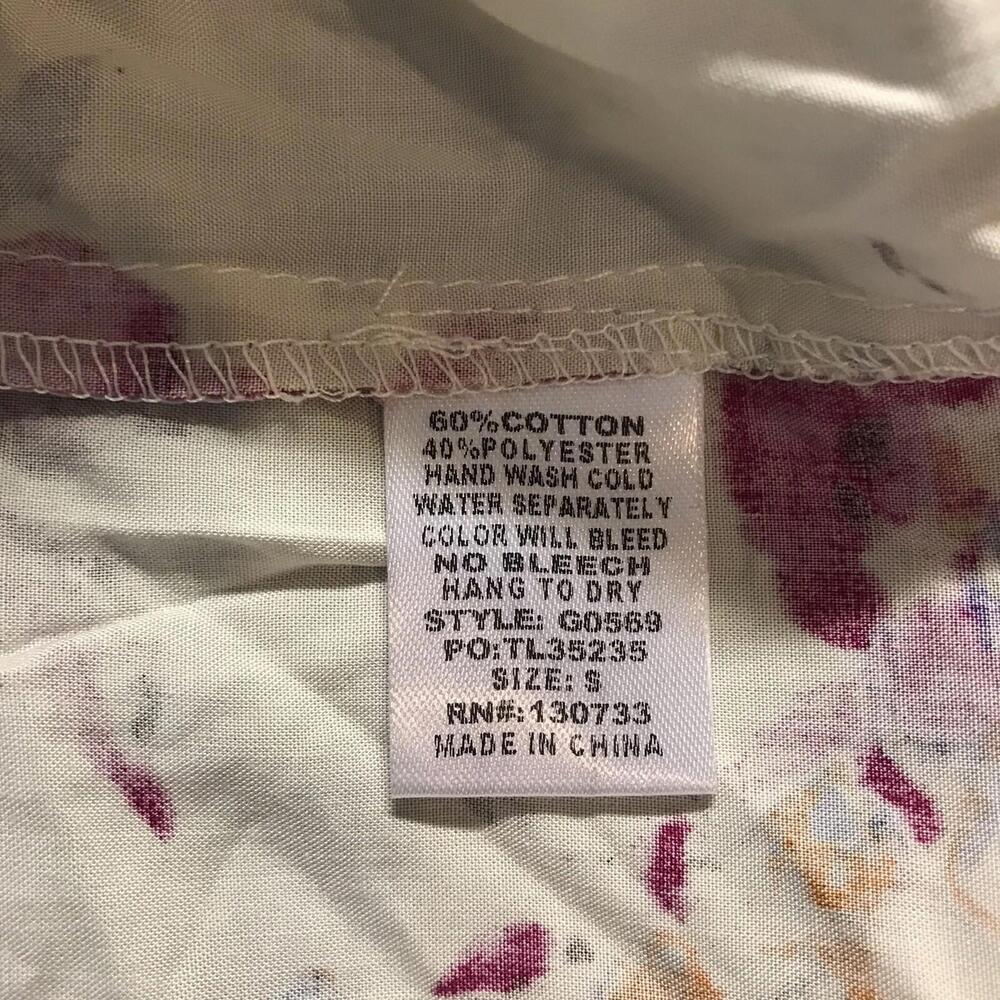 60%COTTON
40%POLYESTER
HAND WASH COLD
WATER SEPARATELY
COLOR WILL BLEED
NO BLEECH
HANG TO DRY
STYLE: G0569
PO:TL35235
SIZE: S
RN#:130733
MADE IN CHINA